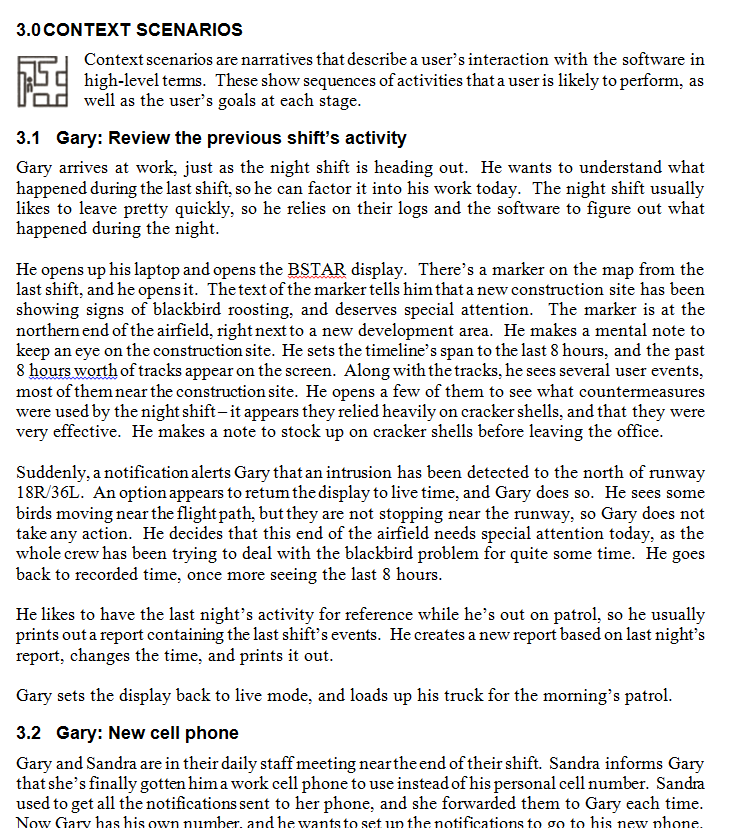 3.0 CONTEXT SCENARIOS
Context scenarios are narratives that describe a user's interaction with the software in
high-level terms.  These show sequences of activities that a user is likely to perform, as
well as the user's goals at each stage.
3.1 Gary: Review the previous shift's activity
Gary arrives at work, just as the night shift is heading out.  He wants to understand what
happened during the last shift, so he can factor it into his work today.  The night shift usually
likes to leave pretty quickly, so he relies on their logs and the software to figure out what
happened during the night.
He opens up his laptop and opens the BSTAR display.  There's a marker on the map from the
last shift, and he opens it.  The text of the marker tells him that a new construction site has been
showing signs of blackbird roosting, and deserves special attention.  The marker is at the
northern end of the airfield, right next to a new development area.  He makes a mental note to
keep an eye on the construction site. He sets the timeline's span to the last 8 hours, and the past
8 hours worth of tracks appear on the screen.  Along with the tracks, he sees several user events,
most of them near the construction site.  He opens a few of them to see what countermeasures
were used by the night shift – it appears they relied heavily on cracker shells, and that they were
very effective.  He makes a note to stock up on cracker shells before leaving the office.
Suddenly, a notification alerts Gary that an intrusion has been detected to the north of runway
18R/36L.  An option appears to return the display to live time, and Gary does so.  He sees some
birds moving near the flight path, but they are not stopping near the runway, so Gary does not
take any action.  He decides that this end of the airfield needs special attention today, as the
whole crew has been trying to deal with the blackbird problem for quite some time.  He goes
back to recorded time, once more seeing the last 8 hours.
He likes to have the last night's activity for reference while he's out on patrol, so he usually
prints out a report containing the last shift's events.  He creates a new report based on last night's
report, changes the time, and prints it out.
Gary sets the display back to live mode, and loads up his truck for the morning's patrol.
3.2 Gary: New cell phone
Gary and Sandra are in their daily staff meeting near the end of their shift.  Sandra informs Gary
that she's finally gotten him a work cell phone to use instead of his personal cell number.  Sandra
used to get all the notifications sent to her phone, and she forwarded them to Gary each time.
Now Gary has his own number, and he wants to set up the notifications to go to his new phone.